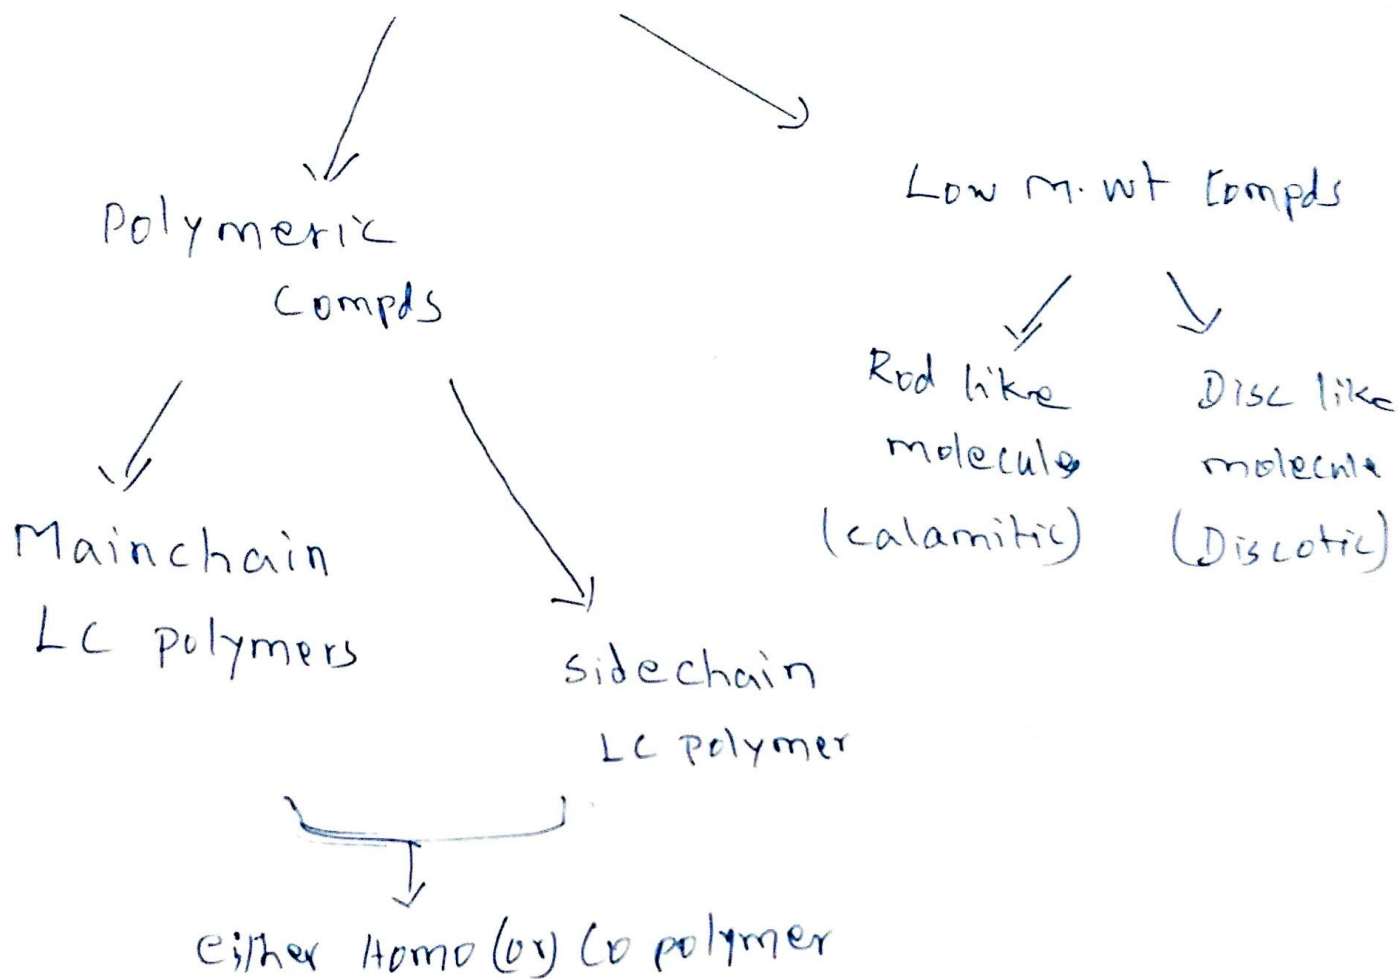 Polymeric
Compds
Low m. wt Compds
Rod like
molecule
(calamitic)
Disc like
molecule
(Discotic)
Mainchain
LC polymers
sidechain
LC polymer
either Homo (or) Co polymer